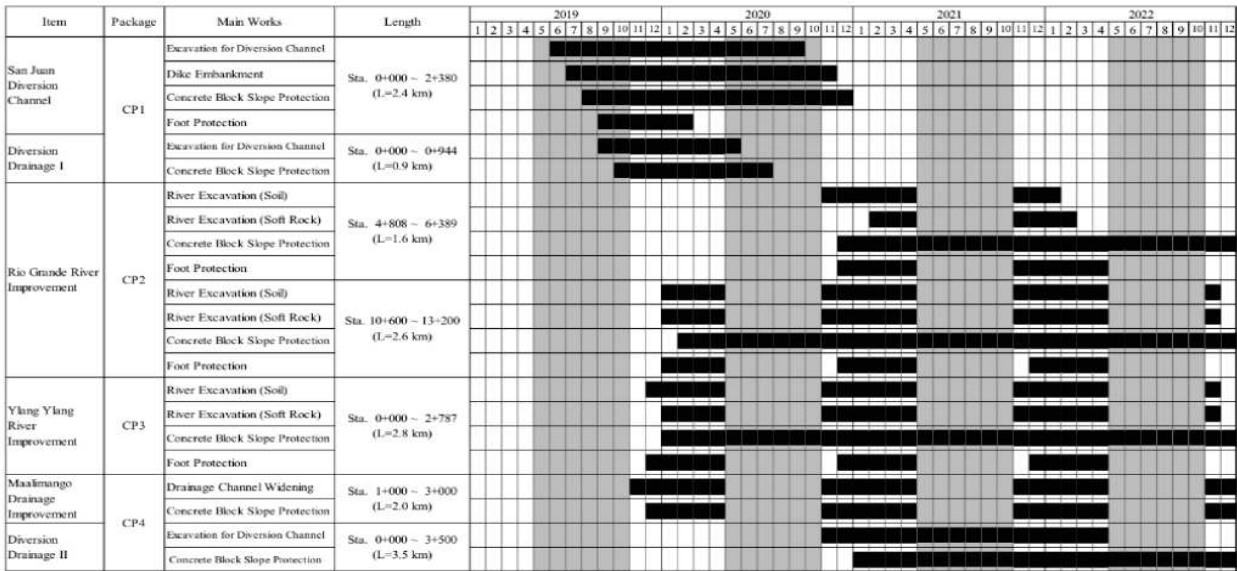 Item Package Main Works Length 2019 2020 2021 2022
1 2 3 4 5 6 7 8 9 10 11 12 1 2 3 4 5 6 7 8 9 10 11 12 1 2 3 4 5 6 7 8 9 10 11 12 1 2 3 4 5 6 7 8 9 10 11 12
San Juan
Diversion
Channel
CP1
Excavation for Diversion Channel
Dike Embankment
Concrete Block Slope Protection
Foot Protection
Sta. 0+000 ~ 2+380
(L=2.4 km)
Diversion
Drainage I
Excavation for Diversion Channel
Concrete Block Slope Protection
Sta. 0+000 ~ 0+944
(L=0.9 km)
Rio Grande River
Improvement
CP2
River Excavation (Soil)
River Excavation (Soft Rock)
Concrete Block Slope Protection
Foot Protection
Sta. 4+808 ~ 6+389
(L=1.6 km)
River Excavation (Soil)
River Excavation (Soft Rock)
Concrete Block Slope Protection
Foot Protection
Sta. 10+600 ~ 13+200
(L=2.6 km)
Ylang Ylang
River
Improvement
CP3
River Excavation (Soil)
River Excavation (Soft Rock)
Concrete Block Slope Protection
Foot Protection
Sta. 0+000 ~ 2+787
(L=2.8 km)
Maalimango
Drainage
Improvement
CP4
Drainage Channel Widening
Concrete Block Slope Protection
Sta. 1+000 ~ 3+000
(L=2.0 km)
Diversion
Drainage II
Excavation for Diversion Channel
Concrete Block Slope Protection
Sta. 0+000 ~ 3+500
(L=3.5 km)